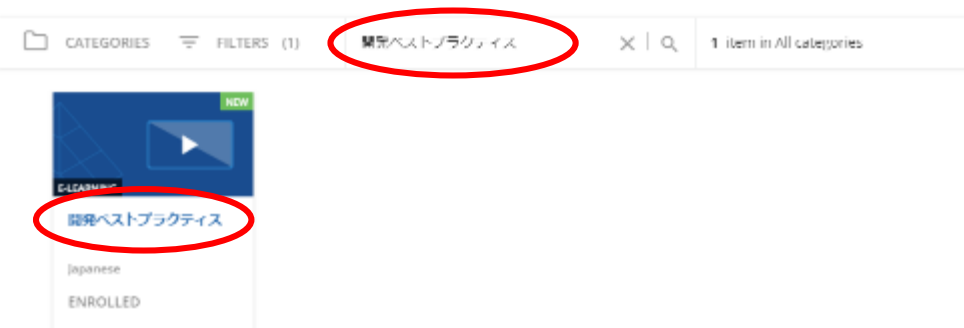 CATEGORIES FILTERS (1) 開発ベストプラクティス 1 item in All categories
NEW
E-LEARNING
開発ベストプラクティス
Japanese
ENROLLED